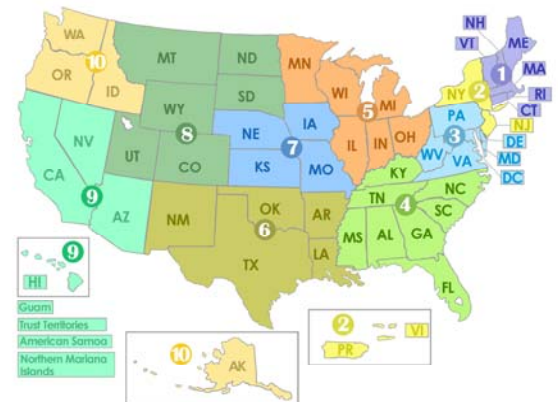 WA
MT
ND
MN
NH
VT
ME
10
OR
ID
SD
WI
MI
1
MA
NY
2
RI
CT
WY
5
PA
NJ
NV
8
NE
IA
IL
IN
OH
3
DE
UT
CO
7
WV
VA
MD
DC
CA
KS
MO
KY
9
AZ
NM
OK
AR
TN
4
NC
SC
6
MS
AL
GA
TX
LA
FL
9
HI
Guam
Trust Territories
American Samoa
Northern Mariana
Islands
10
AK
2
VI
PR